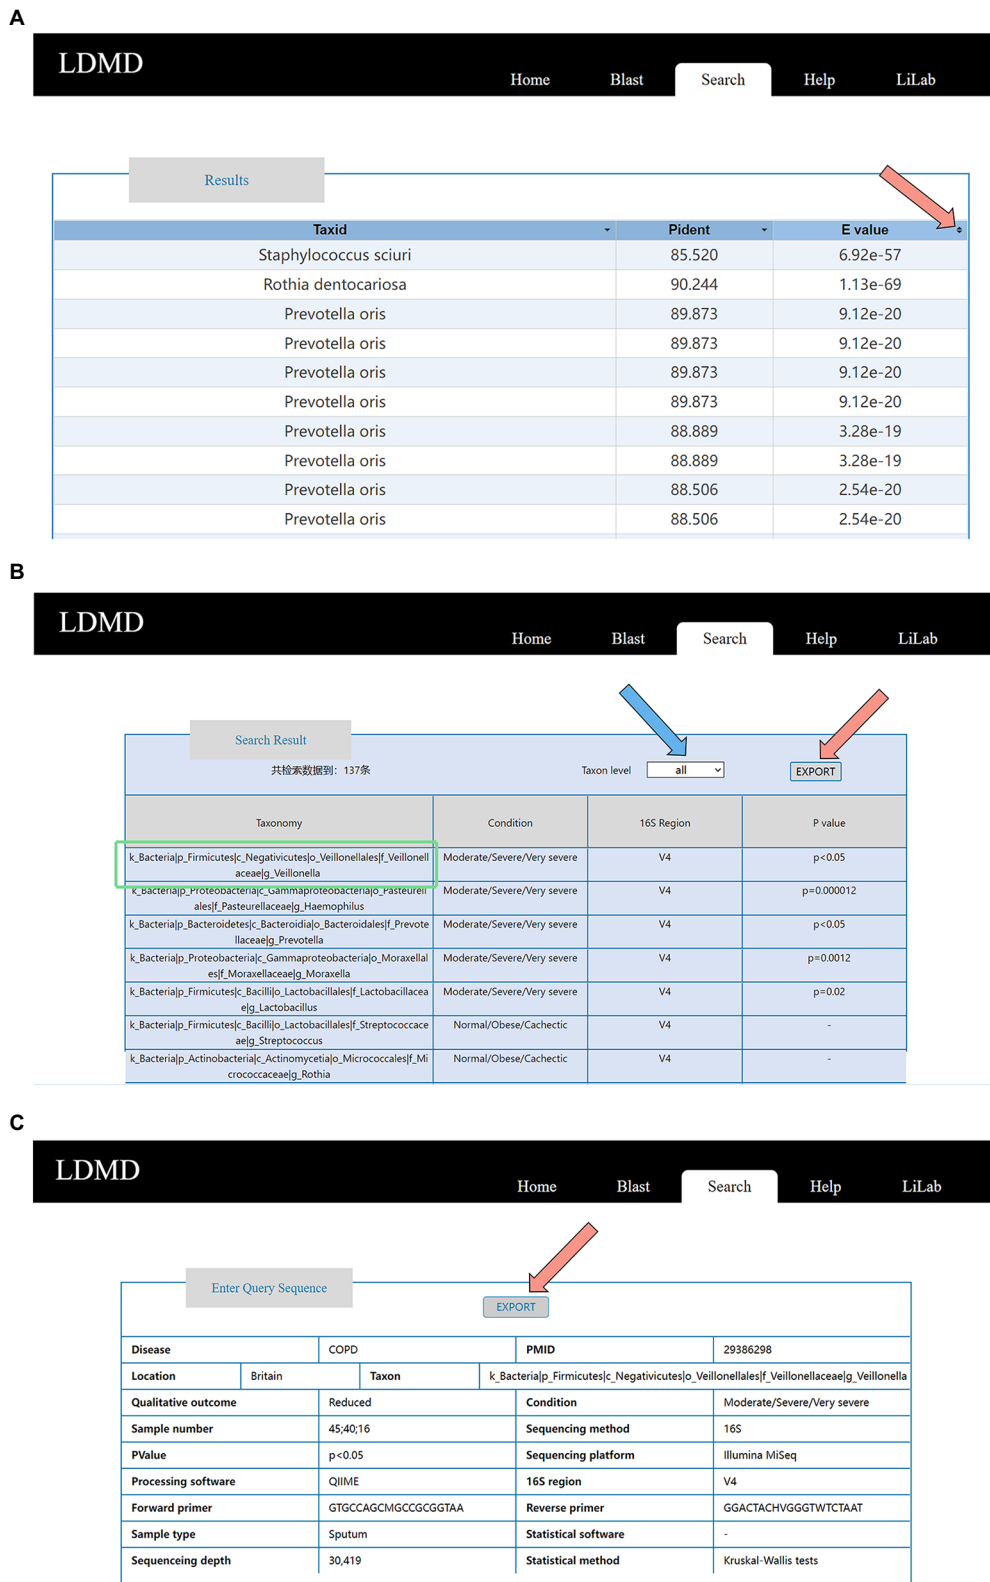 A
LDMD
Home Blast Search Help LiLab
Results
Taxid Pident E value
Staphylococcus sciuri 85.520 6.92e-57
Rothia dentocariosa 90.244 1.13e-69
Prevotella oris 89.873 9.12e-20
Prevotella oris 89.873 9.12e-20
Prevotella oris 89.873 9.12e-20
Prevotella oris 89.873 9.12e-20
Prevotella oris 88.889 3.28e-19
Prevotella oris 88.889 3.28e-19
Prevotella oris 88.506 2.54e-20
Prevotella oris 88.506 2.54e-20
B
LDMD
Home Blast Search Help LiLab
Search Result
共检索数据到：137条 Taxon level all EXPORT
Taxonomy Condition 16S Region P value
k_Bacteria|p_Firmicutes|c_Negativicutes|o_Veillonellales|f_Veillonell Moderate/Severe/Very severe V4 p<0.05
aceae|g_Veillonella
k_Bacteria|p_Proteobacteria|c_Gammaproteobacteria|o_Pasteurell Moderate/Severe/Very severe V4 p=0.000012
ales|f_Pasteurellaceae|g_Haemophilus
k_Bacteria|p_Bacteroidetes|c_Bacteroidia|o_Bacteroidales|f_Prevote Moderate/Severe/Very severe V4 p<0.05
llaceae|g_Prevotella
k_Bacteria|p_Proteobacteria|c_Gammaproteobacteria|o_Moraxellal Moderate/Severe/Very severe V4 p=0.0012
es|f_Moraxellaceae|g_Moraxella
k_Bacteria|p_Firmicutes|c_Bacilli|o_Lactobacillales|f_Lactobacillacea Moderate/Severe/Very severe V4 p=0.02
e|g_Lactobacillus
k_Bacteria|p_Firmicutes|c_Bacilli|o_Lactobacillales|f_Streptococcace Normal/Obese/Cachectic V4 -
ae|g_Streptococcus
k_Bacteria|p_Actinobacteria|c_Actinomycetia|o_Micrococcales|f_Mi Normal/Obese/Cachectic V4 -
crococcaceae|g_Rothia
C
LDMD
Home Blast Search Help LiLab
Enter Query Sequence
EXPORT
Disease COPD PMID 29386298
Location Britain Taxon k_Bacteria|p_Firmicutes|c_Negativicutes|o_Veillonellales|f_Veillonellaceae|g_Veillonella
Qualitative outcome Reduced Condition Moderate/Severe/Very severe
Sample number 45;40;16 Sequencing method 16S
PValue p<0.05 Sequencing platform Illumina MiSeq
Processing software QIIME 16S region V4
Forward primer GTGCCAGCMGCCGCGGTAA Reverse primer GGACTACHVGGGTWTCTAAT
Sample type Sputum Statistical software -
Sequenceing depth 30,419 Statistical method Kruskal-Wallis tests